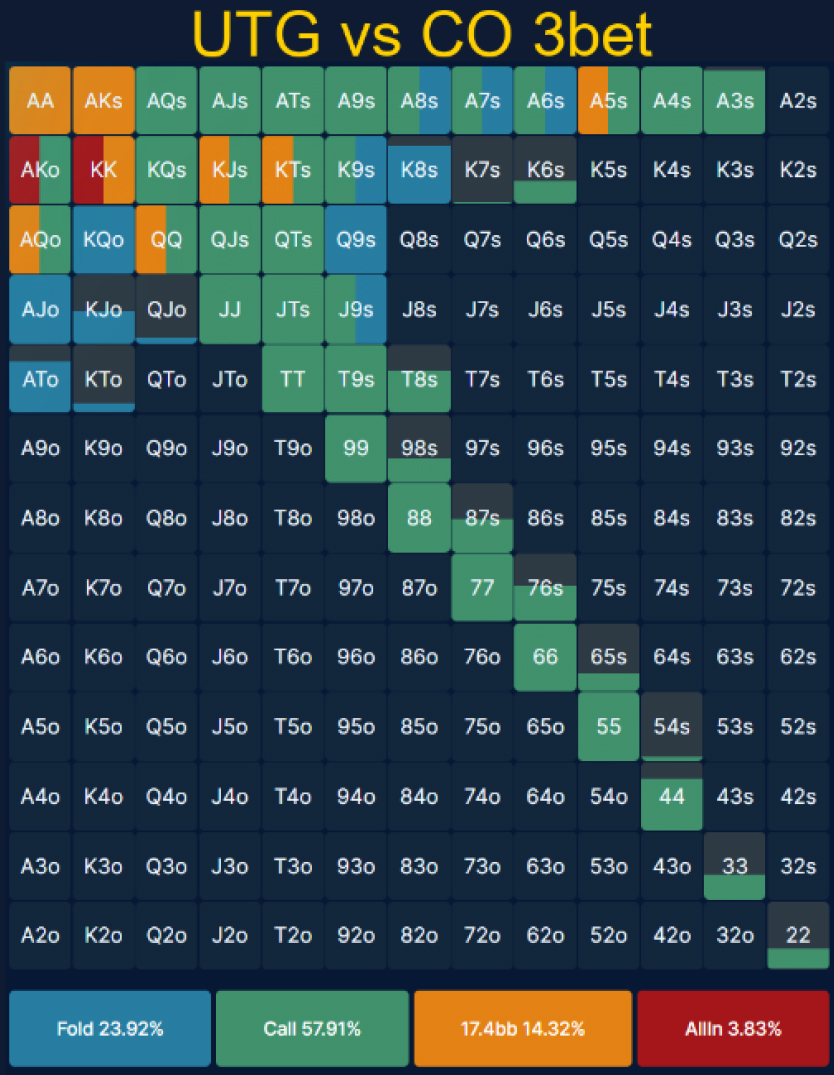 UTG vs CO 3bet
AA AKs AQs AJs ATs A9s A8s A7s A6s A5s A4s A3s A2s
AKo KK KQs KJs KTs K9s K8s K7s K6s K5s K4s K3s K2s
AQo KQo QQ QJs QTs Q9s Q8s Q7s Q6s Q5s Q4s Q3s Q2s
AJo KJo QJo JJ JTs J9s J8s J7s J6s J5s J4s J3s J2s
ATo KTo QTo JTo TT T9s T8s T7s T6s T5s T4s T3s T2s
A9o K9o Q9o J9o T9o 99 98s 97s 96s 95s 94s 93s 92s
A8o K8o Q8o J8o T8o 98o 88 87s 86s 85s 84s 83s 82s
A7o K7o Q7o J7o T7o 97o 87o 77 76s 75s 74s 73s 72s
A6o K6o Q6o J6o T6o 96o 86o 76o 66 65s 64s 63s 62s
A5o K5o Q5o J5o T5o 95o 85o 75o 65o 55 54s 53s 52s
A4o K4o Q4o J4o T4o 94o 84o 74o 64o 54o 44 43s 42s
A3o K3o Q3o J3o T3o 93o 83o 73o 63o 53o 43o 33 32s
A2o K2o Q2o J2o T2o 92o 82o 72o 62o 52o 42o 32o 22
Fold 23.92% Call 57.91% 17.4bb 14.32% AllIn 3.83%